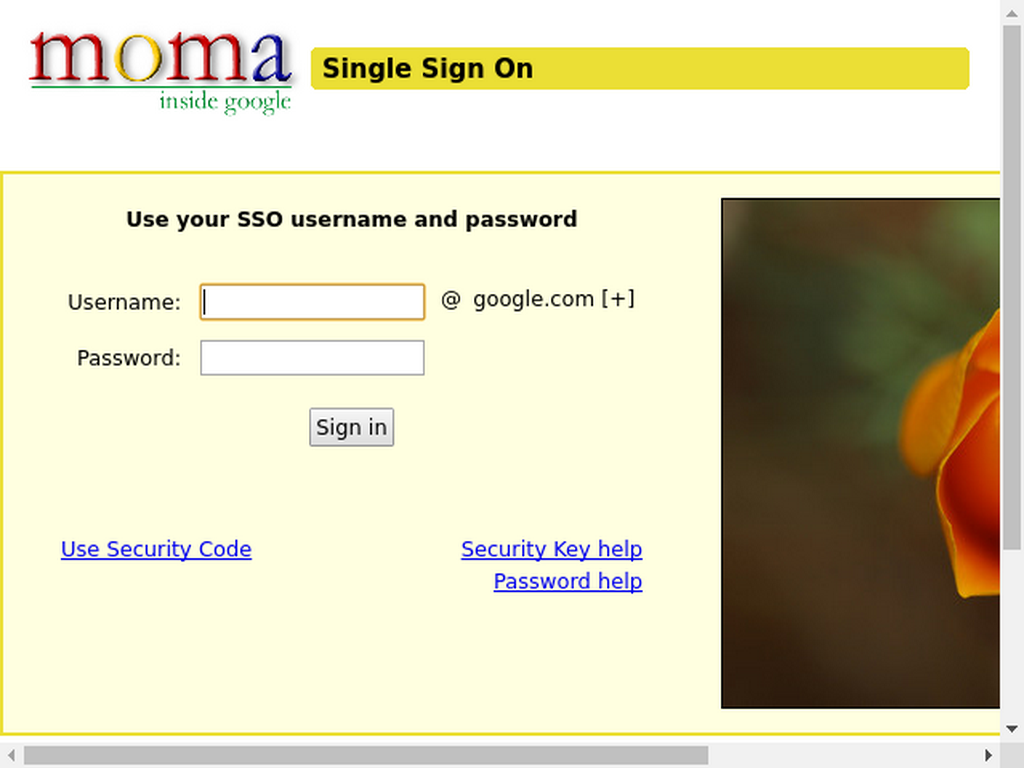 moma
inside google
Single Sign On
Use your SSO username and password
Username: @ google.com [+]
Password:
Sign in
Use Security Code
Security Key help
Password help